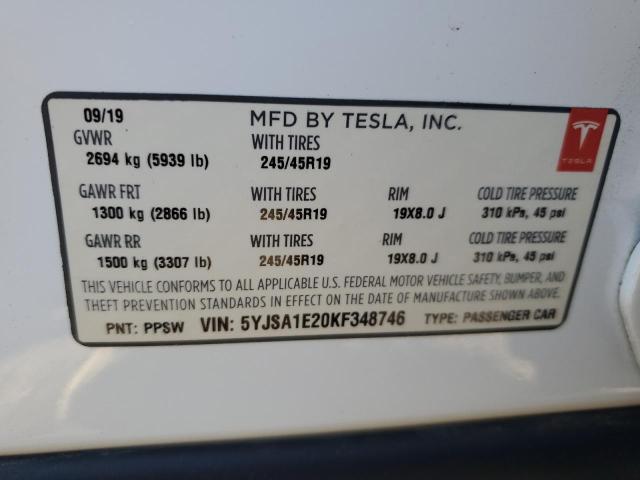 09/19 MFD BY TESLA, INC.
GVWR WITH TIRES
2694 kg (5939 lb) 245/45R19
TESLA
GAWR FRT WITH TIRES RIM COLD TIRE PRESSURE
1300 kg (2866 lb) 245/45R19 19X8.0 J 310 kPa, 45 psi
GAWR RR WITH TIRES RIM COLD TIRE PRESSURE
1500 kg (3307 lb) 245/45R19 19X8.0 J 310 kPa, 45 psi
THIS VEHICLE CONFORMS TO ALL APPLICABLE U.S. FEDERAL MOTOR VEHICLE SAFETY, BUMPER, AND
THEFT PREVENTION STANDARDS IN EFFECT ON THE DATE OF MANUFACTURE SHOWN ABOVE.
PNT: PPSW VIN: 5YJSA1E20KF348746 TYPE: PASSENGER CAR